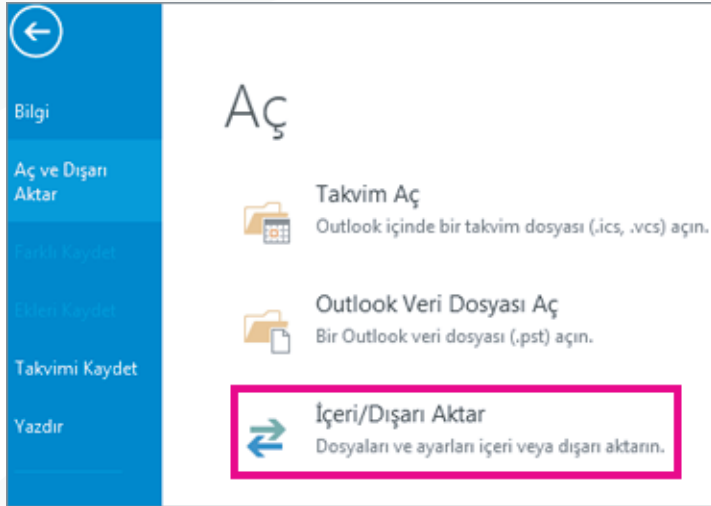 Bilgi
Aç ve Dışarı
Aktar
Farklı Kaydet
Ekleri Kaydet
Takvimi Kaydet
Yazdır
Aç
Takvim Aç
Outlook içinde bir takvim dosyası (.ics, .vcs) açın.
Outlook Veri Dosyası Aç
Bir Outlook veri dosyası (.pst) açın.
İçeri/Dışarı Aktar
Dosyaları ve ayarları içeri veya dışarı aktarın.